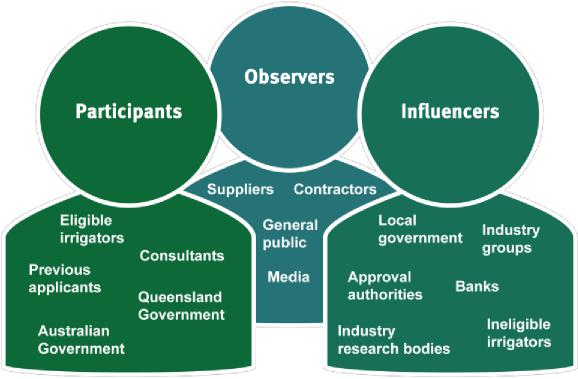 Observers
Participants
Influencers
Suppliers
Contractors
General
public
Media
Eligible
irrigators
Consultants
Previous
applicants
Queensland
Government
Australian
Government
Local
government
Industry
groups
Approval
authorities
Banks
Industry
research bodies
Ineligible
irrigators